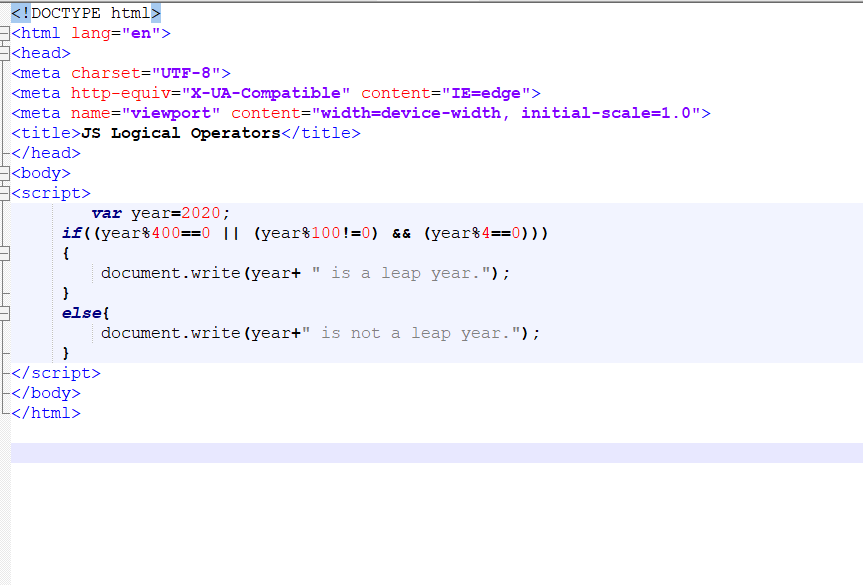 <!DOCTYPE html>
<html lang="en">
<head>
<meta charset="UTF-8">
<meta http-equiv="X-UA-Compatible" content="IE=edge">
<meta name="viewport" content="width=device-width, initial-scale=1.0">
<title>JS Logical Operators</title>
</head>
<body>
<script>
        var year=2020;
     if((year%400==0 || (year%100!=0) && (year%4==0)))
     {
         document.write(year+ " is a leap year.");
     }
     else{
         document.write(year+" is not a leap year.");
     }
</script>
</body>
</html>